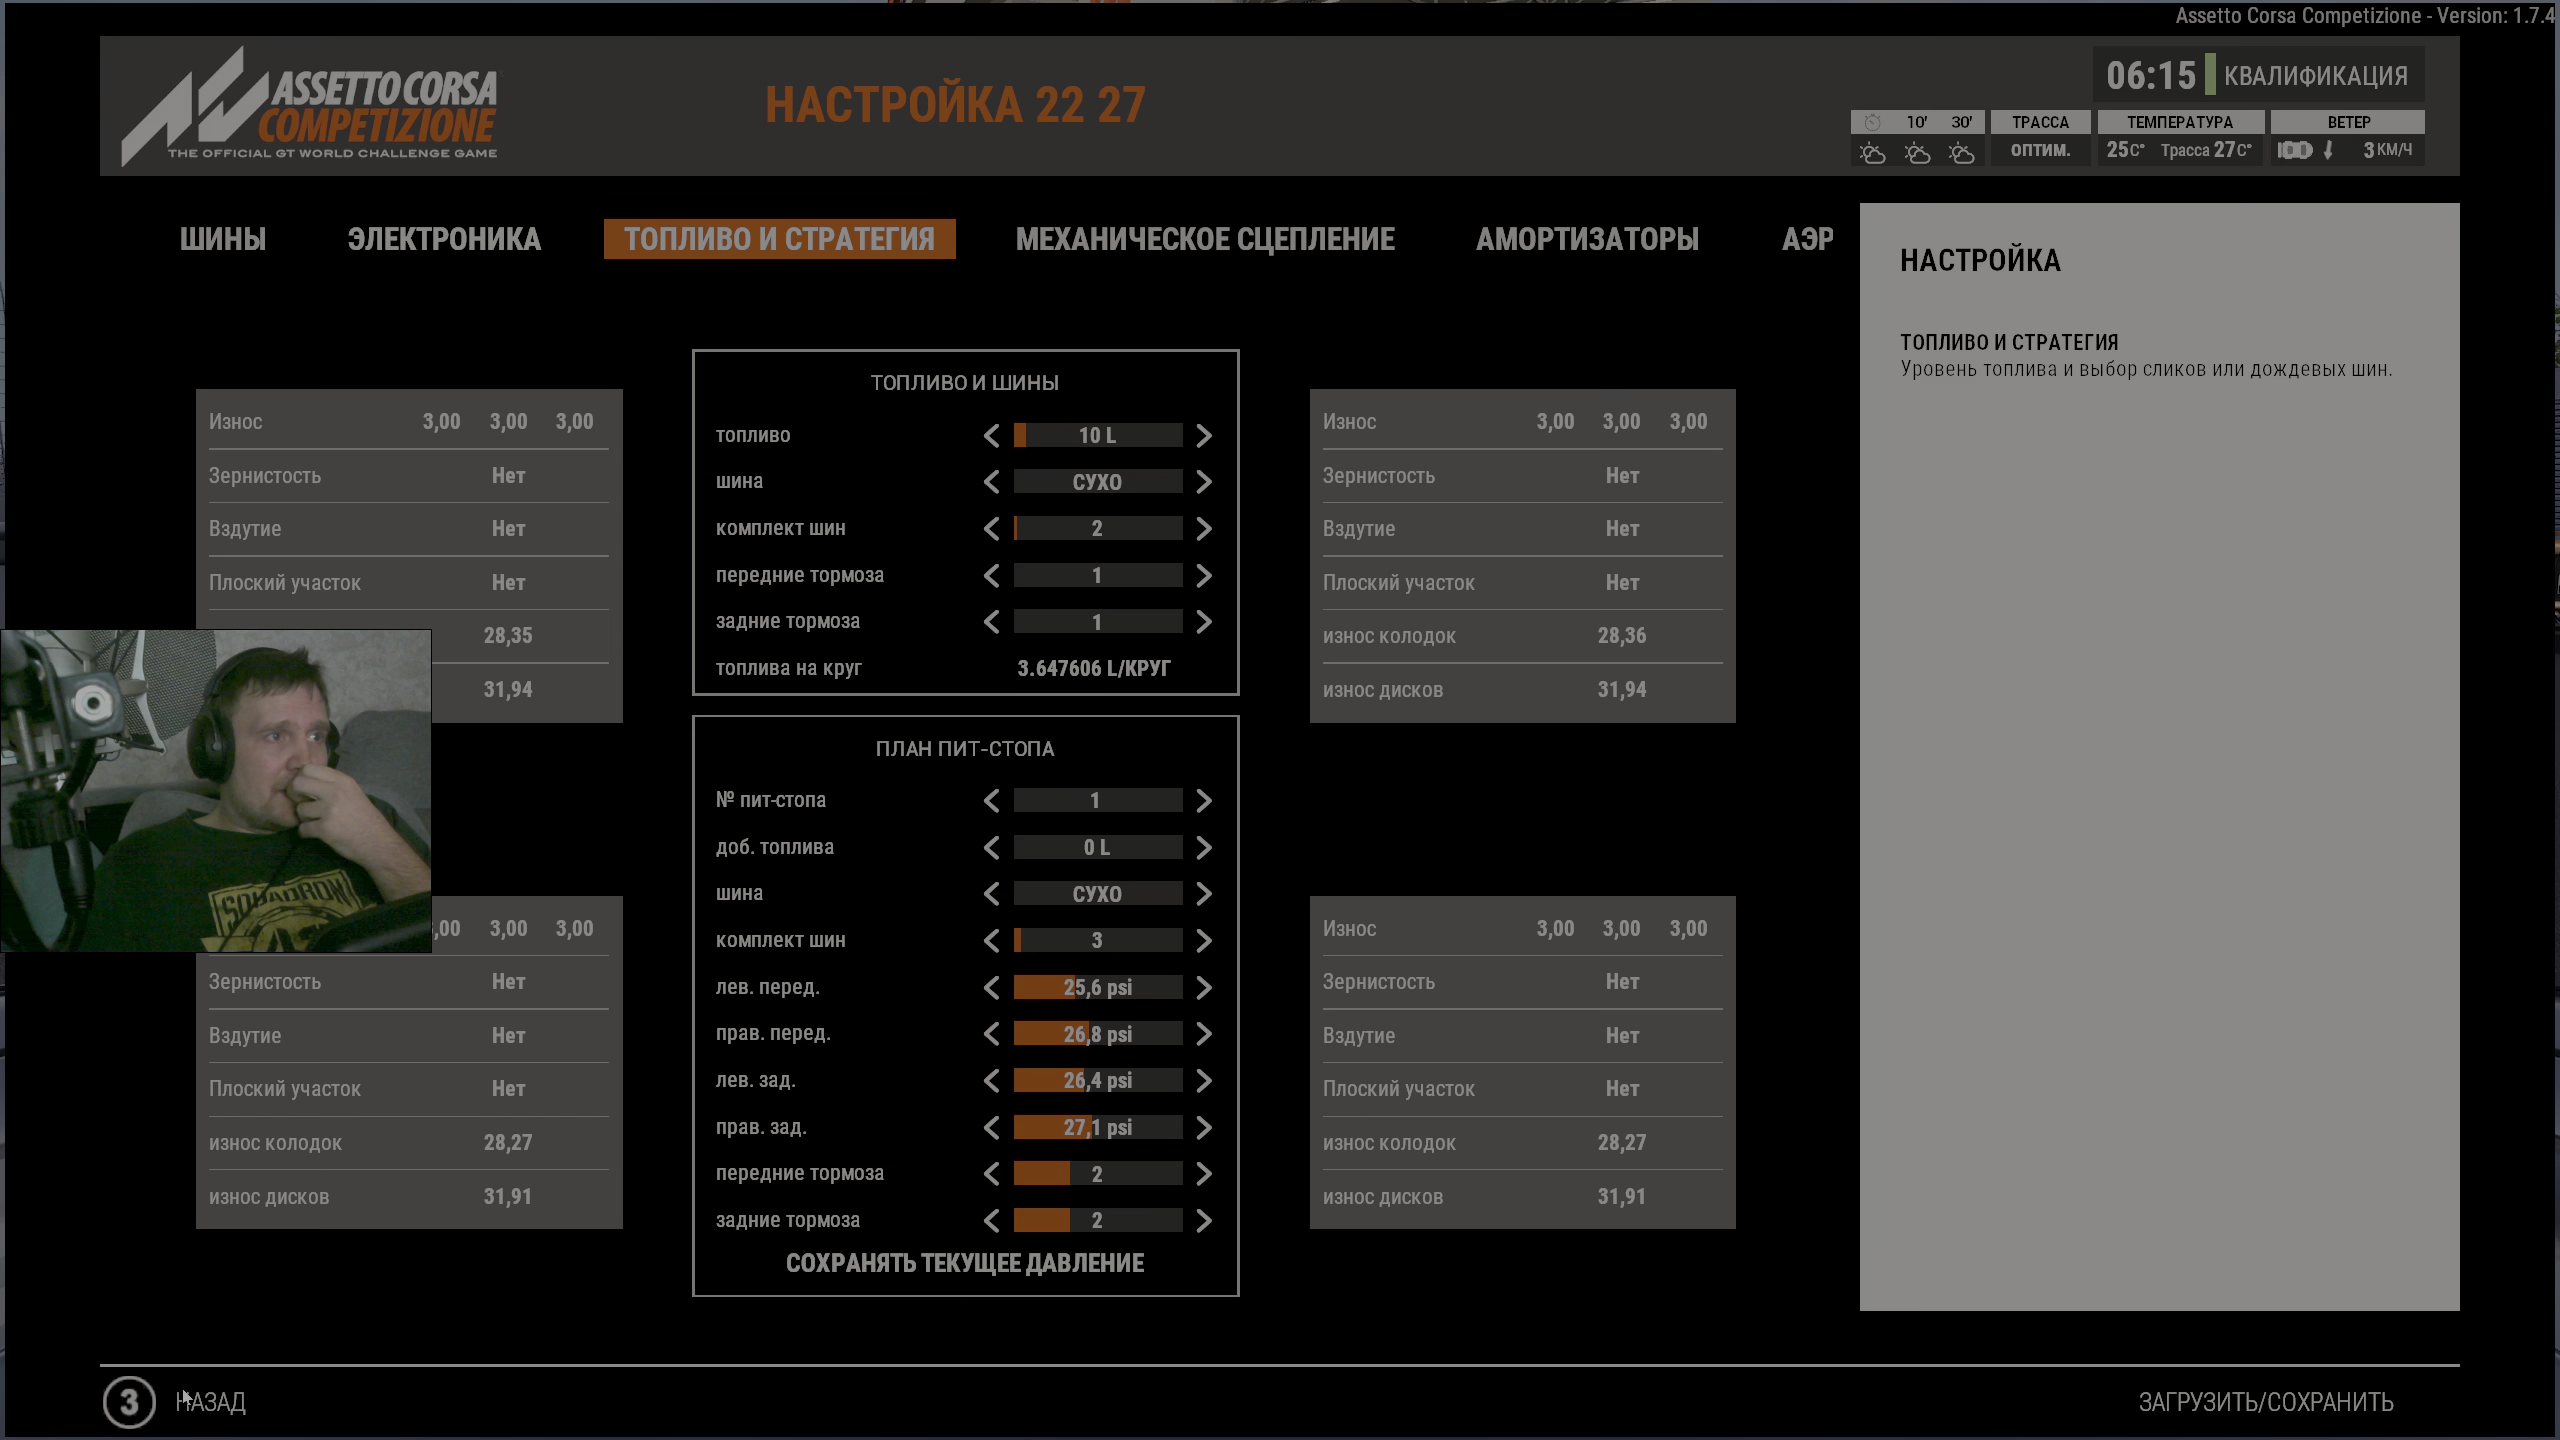 Assetto Corsa Competizione - Version: 1.7.4
ASSETTO CORSA
COMPETIZIONE
THE OFFICIAL GT WORLD CHALLENGE GAME
НАСТРОЙКА 22 27
06:15 КВАЛИФИКАЦИЯ
10' 30' ТРАССА ТЕМПЕРАТУРА ВЕТЕР
ОПТИМ. 25C° Трасса 27C° 3 КМ/Ч
ШИНЫ ЭЛЕКТРОНИКА ТОПЛИВО И СТРАТЕГИЯ МЕХАНИЧЕСКОЕ СЦЕПЛЕНИЕ АМОРТИЗАТОРЫ АЭР
Износ 3,00 3,00 3,00
Зернистость Нет
Вздутие Нет
Плоский участок Нет
28,35
31,94
SQUADRON
,00 3,00 3,00
Зернистость Нет
Вздутие Нет
Плоский участок Нет
износ колодок 28,27
износ дисков 31,91
ТОПЛИВО И ШИНЫ
топливо 10 L
шина СУХО
комплект шин 2
передние тормоза 1
задние тормоза 1
топлива на круг 3.647606 L/КРУГ
ПЛАН ПИТ-СТОПА
№ пит-стопа 1
доб. топлива 0 L
шина СУХО
комплект шин 3
лев. перед. 25,6 psi
прав. перед. 26,8 psi
лев. зад. 26,4 psi
прав. зад. 27,1 psi
передние тормоза 2
задние тормоза 2
СОХРАНЯТЬ ТЕКУЩЕЕ ДАВЛЕНИЕ
Износ 3,00 3,00 3,00
Зернистость Нет
Вздутие Нет
Плоский участок Нет
износ колодок 28,36
износ дисков 31,94
Износ 3,00 3,00 3,00
Зернистость Нет
Вздутие Нет
Плоский участок Нет
износ колодок 28,27
износ дисков 31,91
НАСТРОЙКА
ТОПЛИВО И СТРАТЕГИЯ
Уровень топлива и выбор сликов или дождевых шин.
3 НАЗАД
ЗАГРУЗИТЬ/СОХРАНИТЬ